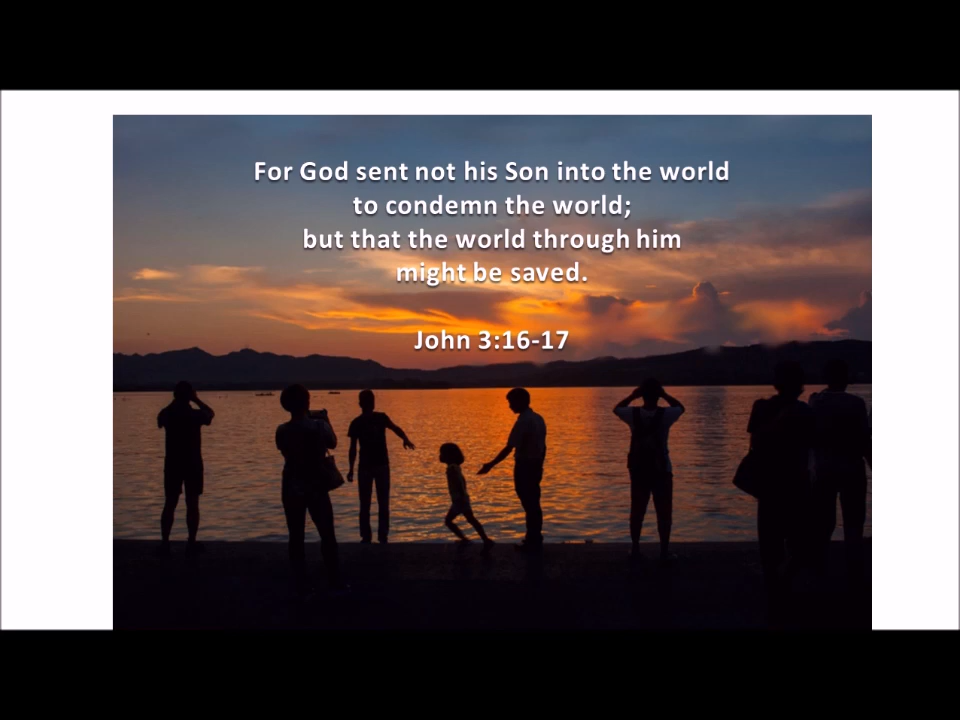 For God sent not his Son into the world
to condemn the world;
but that the world through him
might be saved.
John 3:16-17